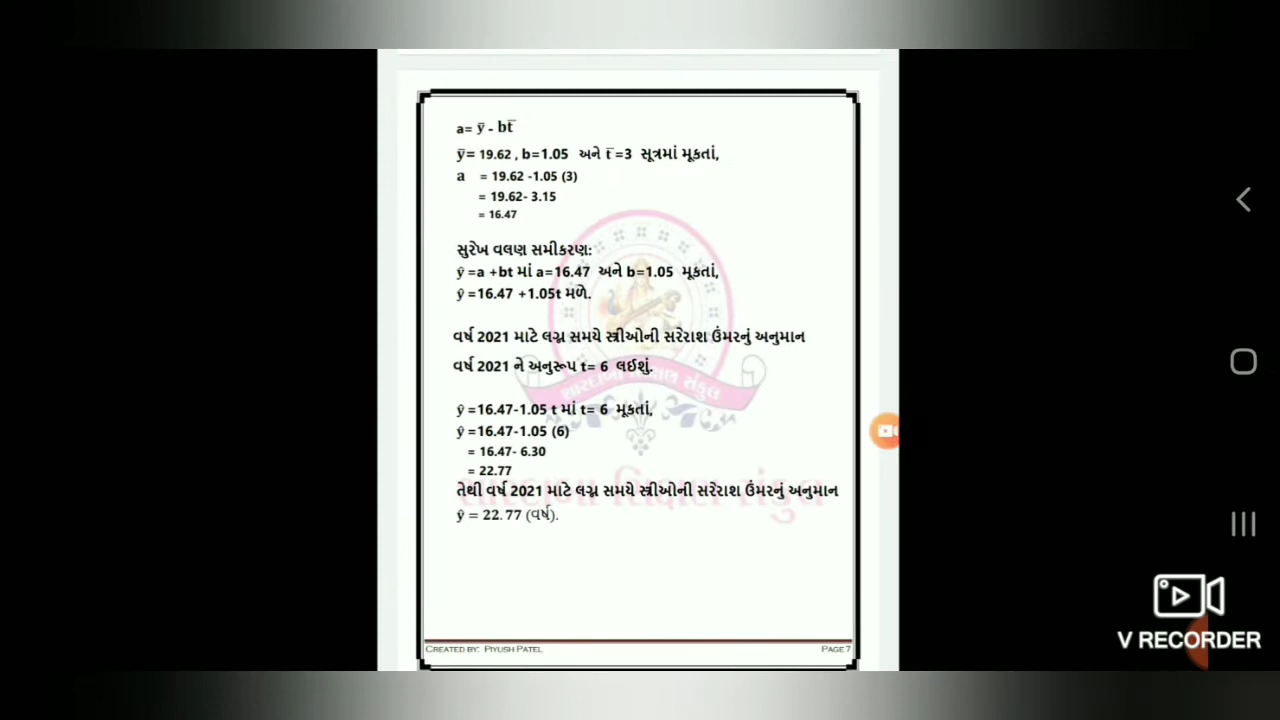 a= ȳ - bt̅
ȳ= 19.62 , b=1.05 અને t̅ =3 સૂત્રમાં મૂકતાં,
a = 19.62 -1.05 (3)
= 19.62- 3.15
= 16.47
સુરેખ વલણ સમીકરણ:
ŷ =a +bt માં a=16.47 અને b=1.05 મૂકતાં,
ŷ =16.47 +1.05t મળે.
વર્ષ 2021 માટે લગ્ન સમયે સ્ત્રીઓની સરેરાશ ઉંમરનું અનુમાન
વર્ષ 2021 ને અનુરૂપ t= 6 લઈશું.
ŷ =16.47-1.05 t માં t= 6 મૂકતાં,
ŷ =16.47-1.05 (6)
= 16.47- 6.30
= 22.77
તેથી વર્ષ 2021 માટે લગ્ન સમયે સ્ત્રીઓની સરેરાશ ઉંમરનું અનુમાન
ŷ = 22.77 (વર્ષ).
CREATED BY: PIYUSH PATEL PAGE 7
V RECORDER